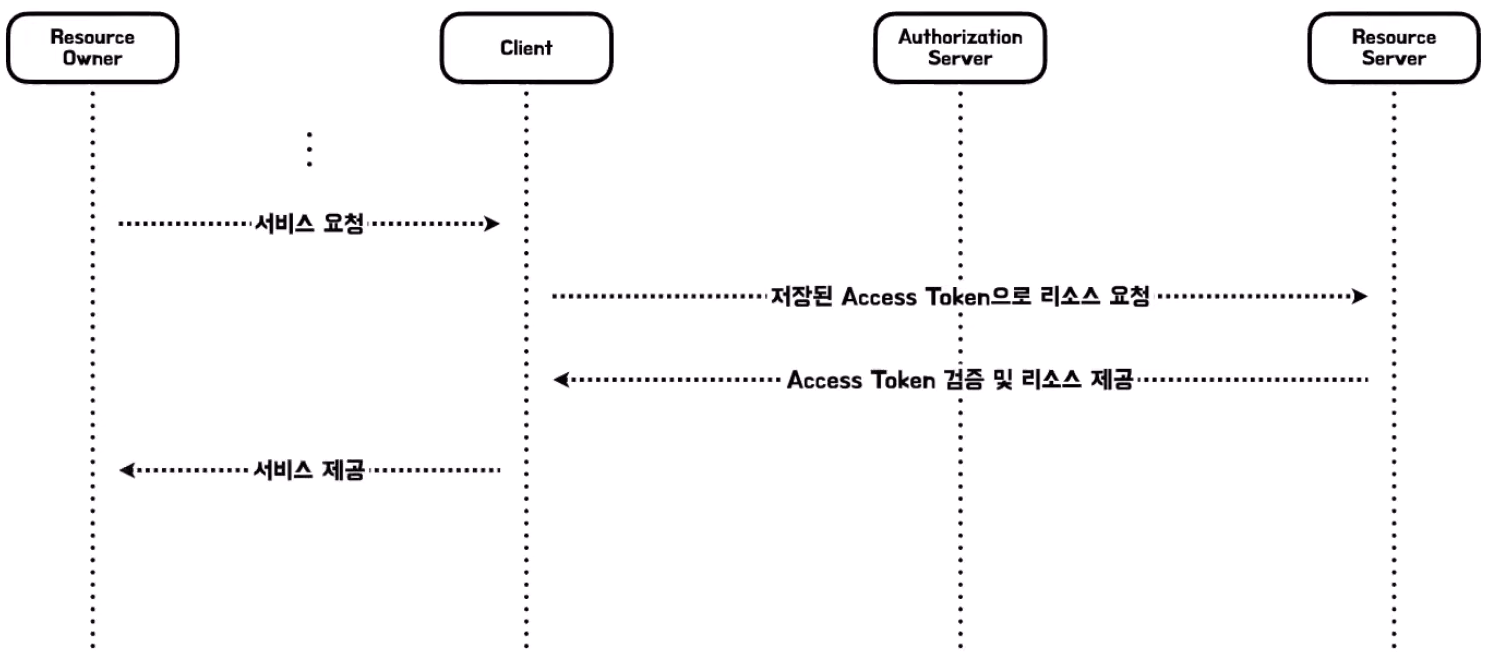 Resource
Owner
Client
Authorization
Server
Resource
Server
서비스 요청
저장된 Access Token으로 리소스 요청
Access Token 검증 및 리소스 제공
서비스 제공